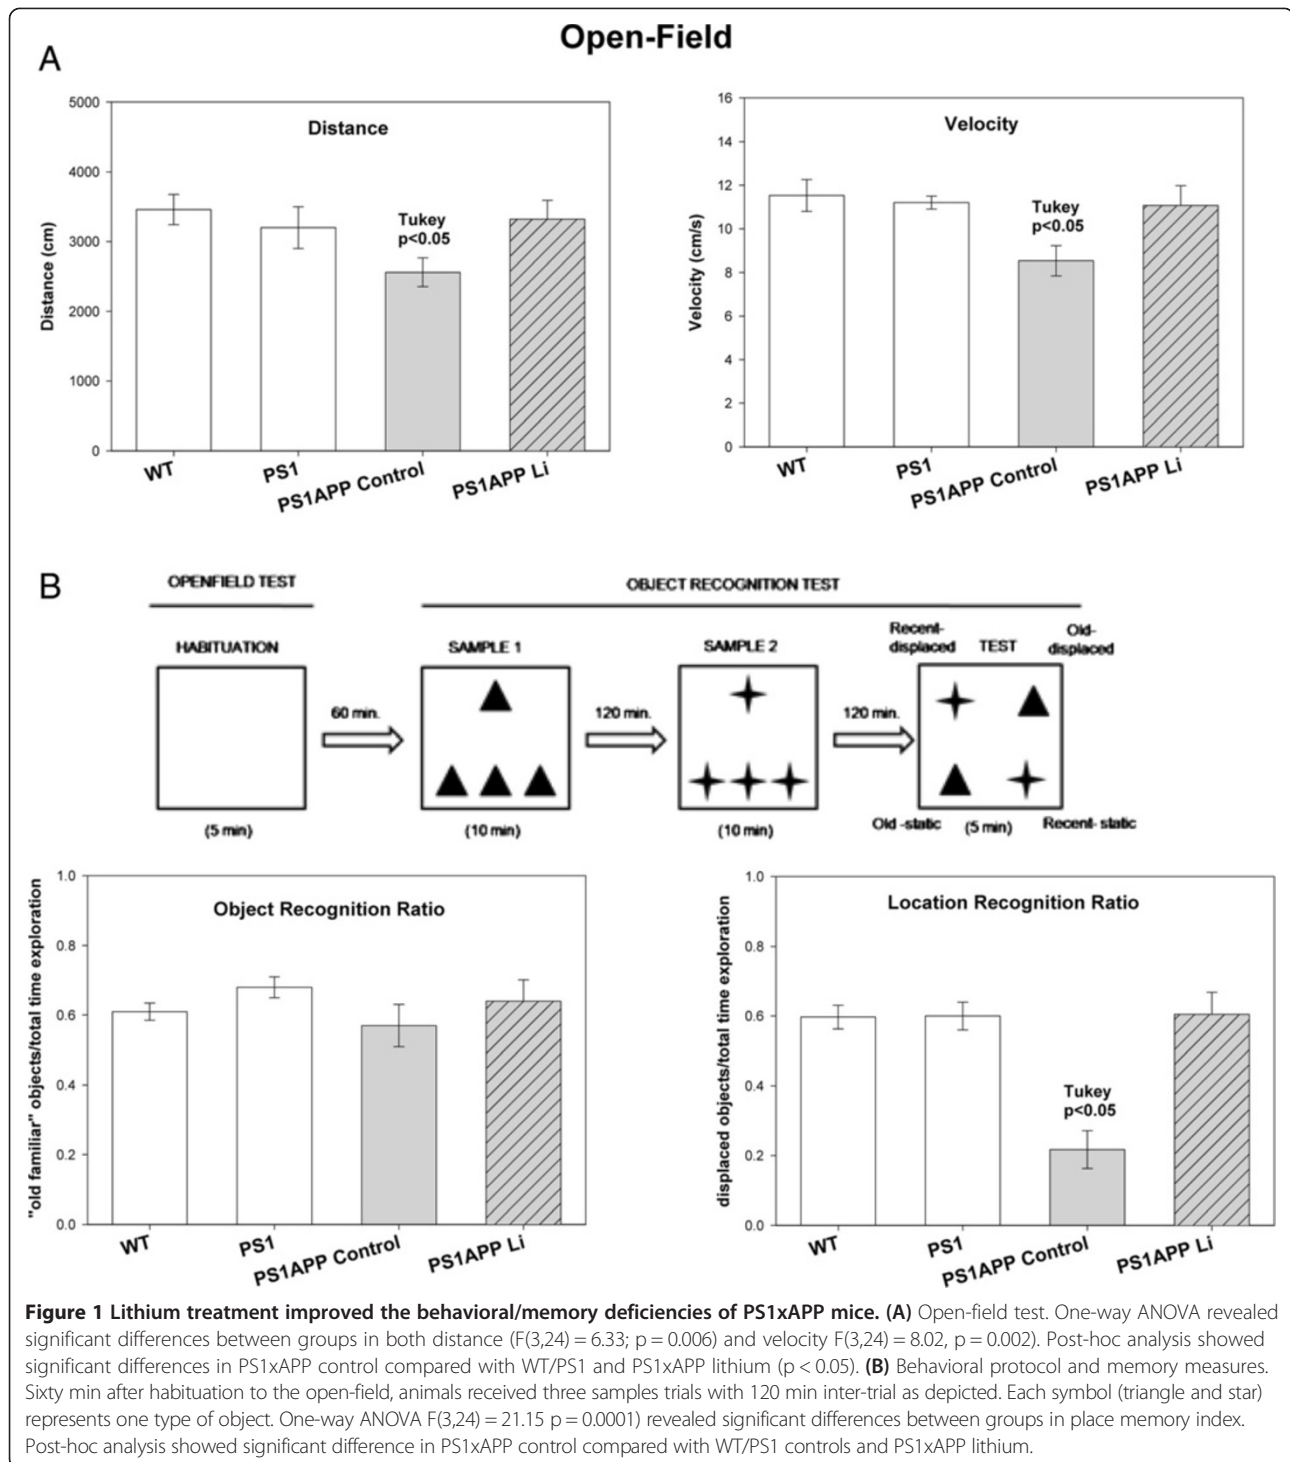 Open-Field
A
Distance
Distance (cm)
5000
4000
3000
2000
1000
0
Tukey
p<0.05
WT
PS1
PS1APP Control
PS1APP Li
Velocity
Velocity (cm/s)
16
14
12
10
8
6
4
2
0
Tukey
p<0.05
WT
PS1
PS1APP Control
PS1APP Li
B
OPENFIELD TEST
OBJECT RECOGNITION TEST
HABITUATION
SAMPLE 1
SAMPLE 2
Recent-
displaced
TEST
Old-
displaced
60 min.
120 min.
120 min.
(5 min)
(10 min)
(10 min)
Old -static
(5 min)
Recent- static
Object Recognition Ratio
"old familiar" objects/total time exploration
1.0
0.8
0.6
0.4
0.2
0.0
WT
PS1
PS1APP Control
PS1APP Li
Location Recognition Ratio
displaced objects/total time exploration
1.0
0.8
0.6
0.4
0.2
0.0
Tukey
p<0.05
WT
PS1
PS1APP Control
PS1APP Li
Figure 1 Lithium treatment improved the behavioral/memory deficiencies of PS1xAPP mice. (A) Open-field test. One-way ANOVA revealed
significant differences between groups in both distance (F(3,24) = 6.33; p = 0.006) and velocity F(3,24) = 8.02, p = 0.002). Post-hoc analysis showed
significant differences in PS1xAPP control compared with WT/PS1 and PS1xAPP lithium (p < 0.05). (B) Behavioral protocol and memory measures.
Sixty min after habituation to the open-field, animals received three samples trials with 120 min inter-trial as depicted. Each symbol (triangle and star)
represents one type of object. One-way ANOVA F(3,24) = 21.15 p = 0.0001) revealed significant differences between groups in place memory index.
Post-hoc analysis showed significant difference in PS1xAPP control compared with WT/PS1 controls and PS1xAPP lithium.